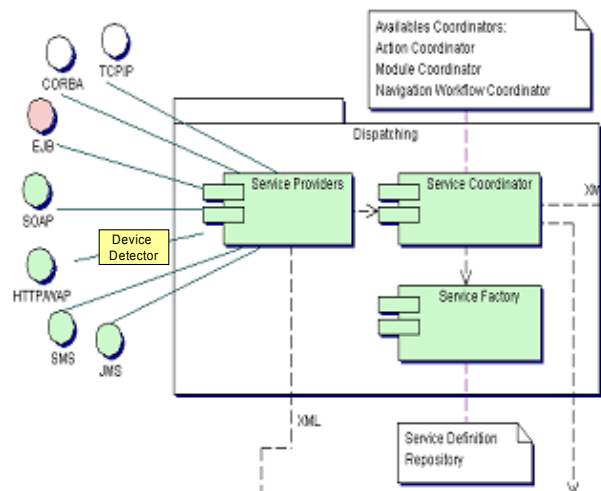 Availables Coordinators:
Action Coordinator
Module Coordinator
Navigation Workflow Coordinator
TCPIP
CORBA
Dispatching
EJB
Service Providers
Service Coordinator
XM
SOAP
Device
Detector
HTTP/WAP
Service Factory
SMS
JMS
XML
Service Definition
Repository